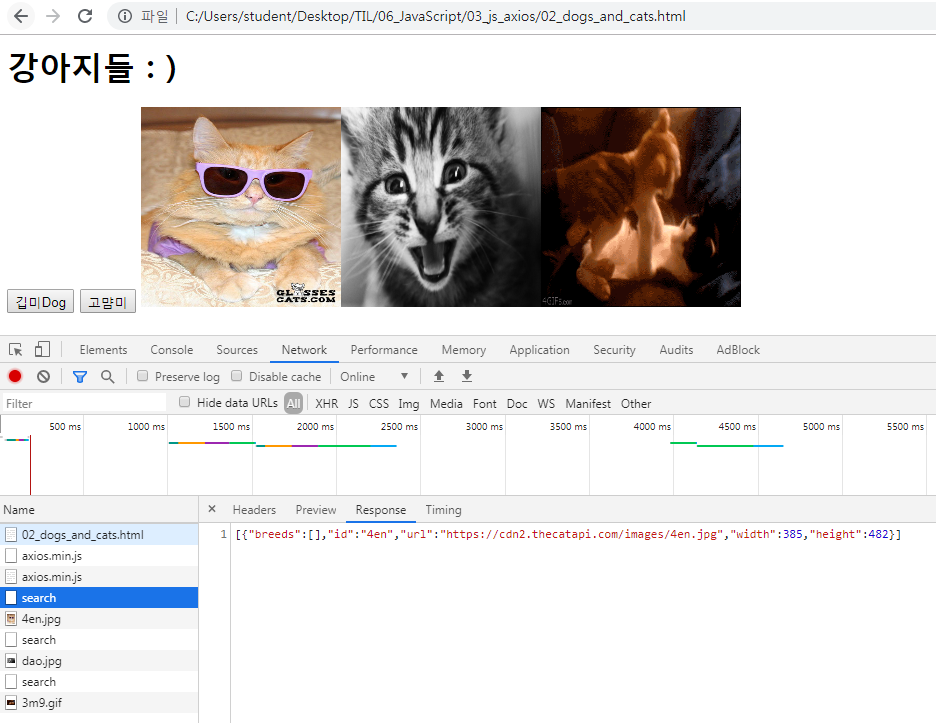 파일 C:/Users/student/Desktop/TIL/06_JavaScript/03_js_axios/02_dogs_and_cats.html
강아지들 : )
GLASSES
CATS.COM
4GIFs.com
깁미Dog 고먐미
Elements Console Sources Network Performance Memory Application Security Audits AdBlock
Preserve log Disable cache Online
Filter Hide data URLs All XHR JS CSS Img Media Font Doc WS Manifest Other
500 ms 1000 ms 1500 ms 2000 ms 2500 ms 3000 ms 3500 ms 4000 ms 4500 ms 5000 ms 5500 ms
Name × Headers Preview Response Timing
02_dogs_and_cats.html
1 [{"breeds":[],"id":"4en","url":"https://cdn2.thecatapi.com/images/4en.jpg","width":385,"height":482}]
axios.min.js
axios.min.js
search
4en.jpg
search
dao.jpg
search
3m9.gif